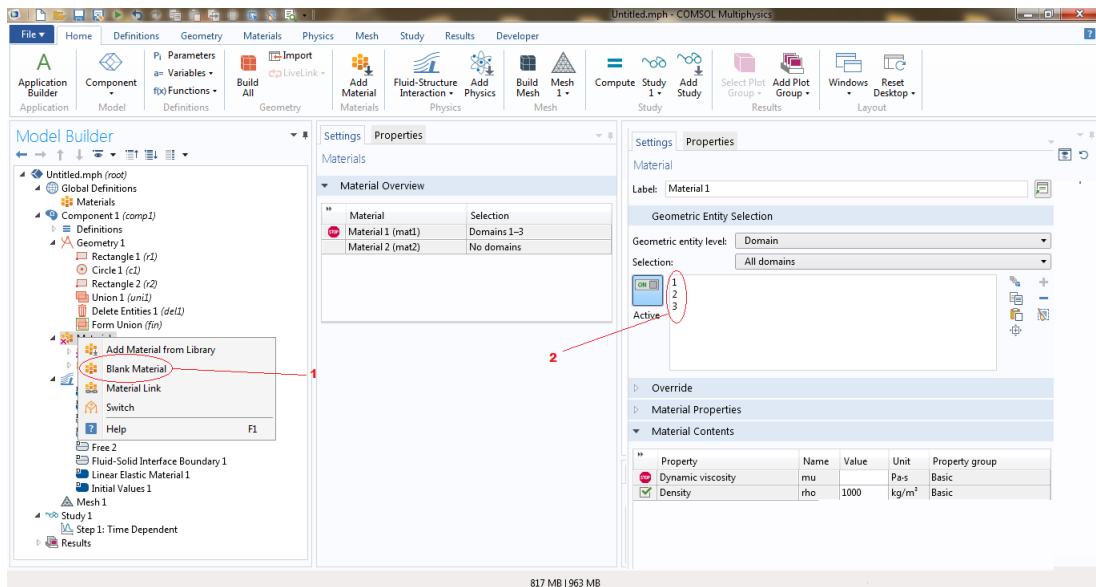 Untitled.mph - COMSOL Multiphysics
File Home Definitions Geometry Materials Physics Mesh Study Results Developer
Application Builder
Application
Component
Model
Pi Parameters
a= Variables
f(x) Functions
Definitions
Build All
Import
LiveLink
Geometry
Add Material
Materials
Fluid-Structure Interaction
Add Physics
Physics
Build Mesh
Mesh 1
Mesh
Compute
Study 1
Add Study
Study
Select Plot Group
Add Plot Group
Results
Windows
Reset Desktop
Layout
Model Builder
Untitled.mph (root)
Global Definitions
Materials
Component 1 (comp1)
Definitions
Geometry 1
Rectangle 1 (r1)
Circle 1 (c1)
Rectangle 2 (r2)
Union 1 (uni1)
Delete Entities 1 (del1)
Form Union (fin)
Add Material from Library
Blank Material
1
Material Link
Switch
Help F1
Free 2
Fluid-Solid Interface Boundary 1
Linear Elastic Material 1
Initial Values 1
Mesh 1
Study 1
Step 1: Time Dependent
Results
Settings Properties
Materials
Material Overview
Material Selection
STOP Material 1 (mat1) Domains 1–3
Material 2 (mat2) No domains
Settings Properties
Material
Label: Material 1
Geometric Entity Selection
Geometric entity level: Domain
Selection: All domains
ON
Active
1
2
3
2
Override
Material Properties
Material Contents
Property Name Value Unit Property group
STOP Dynamic viscosity mu Pa·s Basic
Density rho 1000 kg/m³ Basic
817 MB | 963 MB